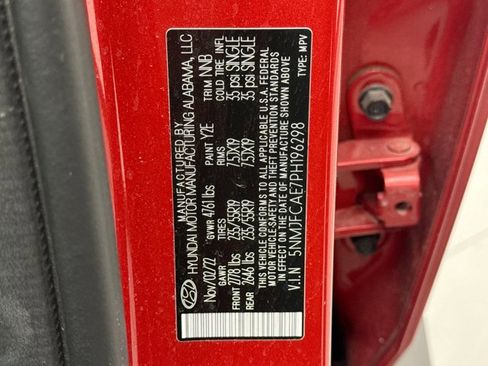 MANUFACTURED BY
HYUNDAI MOTOR MANUFACTURING ALABAMA, LLC
Nov/02/22 GVWR 4761 lbs PAINT Y2E TRIM NNB
GAWR TIRES RIMS COLD TIRE INFL
FRONT 2778 lbs 235/55R19 7.5JX19 35 psi SINGLE
REAR 2646 lbs 235/55R19 7.5JX19 35 psi SINGLE
THIS VEHICLE CONFORMS TO ALL APPLICABLE U.S.A. FEDERAL
MOTOR VEHICLE SAFETY AND THEFT PREVENTION STANDARDS
IN EFFECT ON THE DATE OF MANUFACTURE SHOWN ABOVE
V.I.N 5NMJFCAE7PH196298 TYPE: MPV